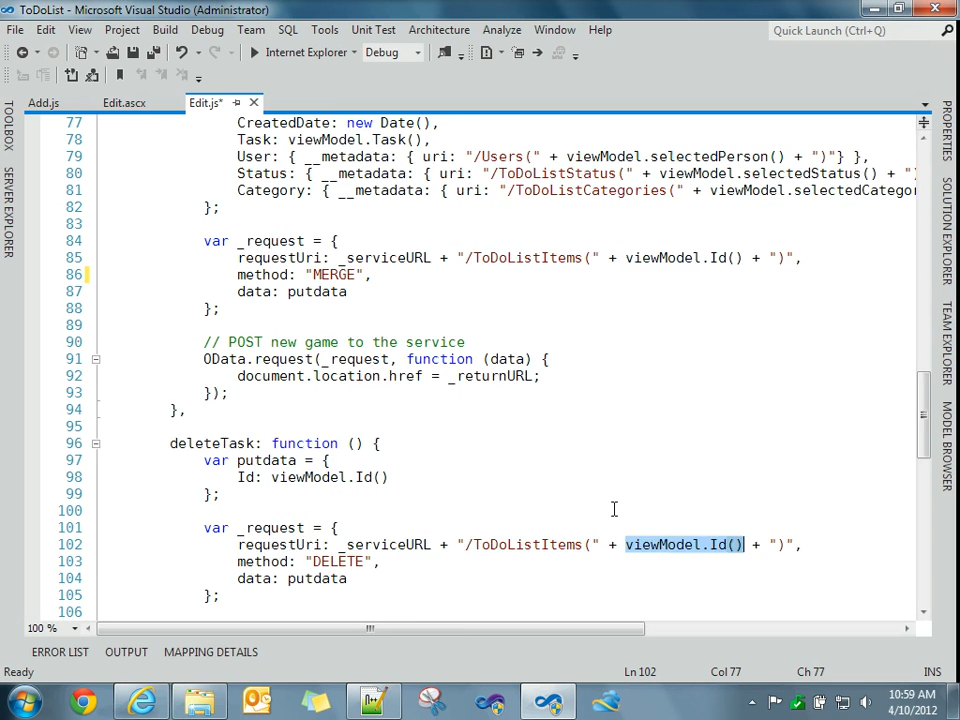 ToDoList - Microsoft Visual Studio (Administrator)
File Edit View Project Build Debug Team SQL Tools Unit Test Architecture Analyze Window Help
Quick Launch (Ctrl+Q)
Internet Explorer Debug
Add.js Edit.ascx Edit.js*
TOOLBOX
SERVER EXPLORER
77 CreatedDate: new Date(),
78 Task: viewModel.Task(),
79 User: { __metadata: { uri: "/Users(" + viewModel.selectedPerson() + ")"} },
80 Status: { __metadata: { uri: "/ToDoListStatus(" + viewModel.selectedStatus() + ")
81 Category: { __metadata: { uri: "/ToDoListCategories(" + viewModel.selectedCategor
82 };
83
84 var _request = {
85 requestUri: _serviceURL + "/ToDoListItems(" + viewModel.Id() + ")",
86 method: "MERGE",
87 data: putdata
88 };
89
90 // POST new game to the service
91 OData.request(_request, function (data) {
92 document.location.href = _returnURL;
93 });
94 },
95
96 deleteTask: function () {
97 var putdata = {
98 Id: viewModel.Id()
99 };
100
101 var _request = {
102 requestUri: _serviceURL + "/ToDoListItems(" + viewModel.Id() + ")",
103 method: "DELETE",
104 data: putdata
105 };
106
PROPERTIES
SOLUTION EXPLORER
TEAM EXPLORER
MODEL BROWSER
100 %
ERROR LIST OUTPUT MAPPING DETAILS
Ready Ln 102 Col 77 Ch 77 INS
10:59 AM
4/10/2012